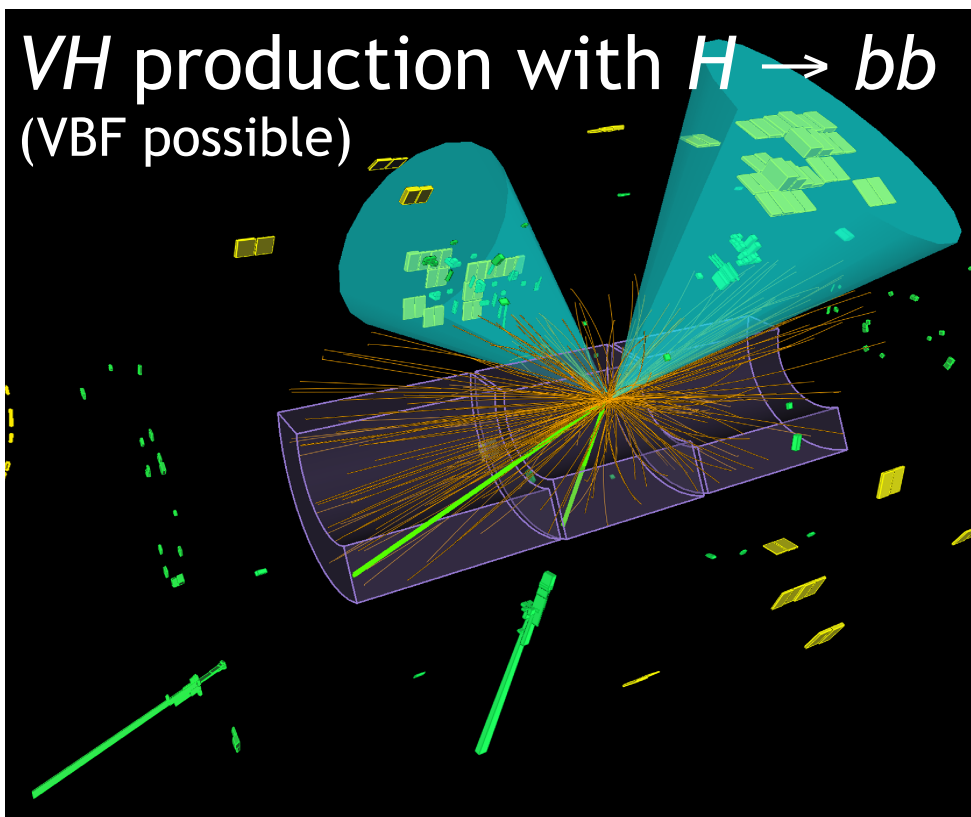 VH production with H → bb
(VBF possible)